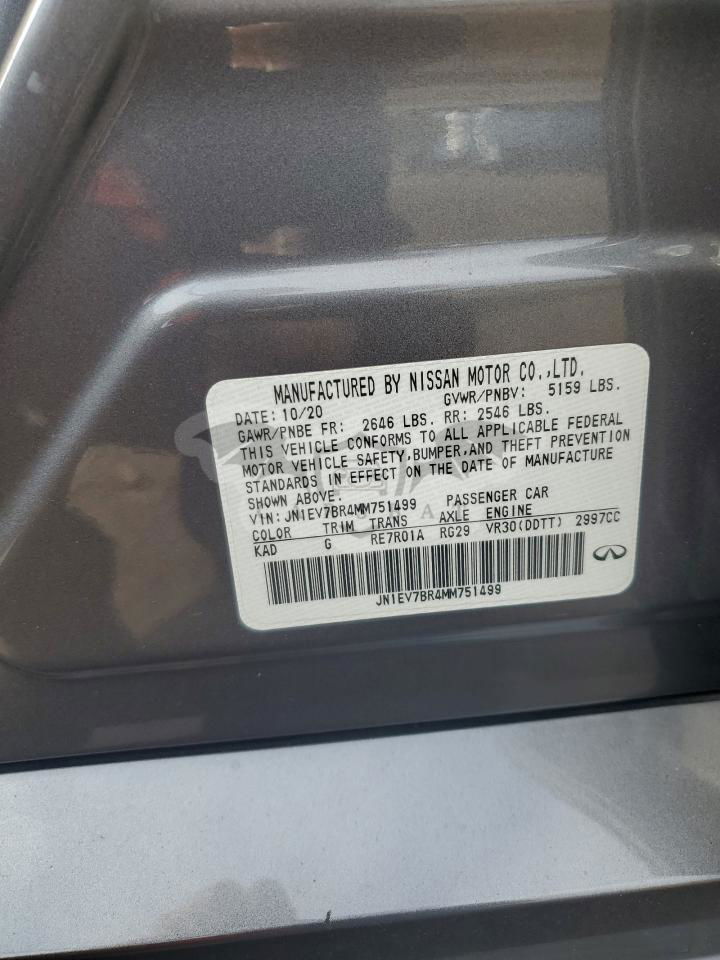 MANUFACTURED BY NISSAN MOTOR CO.,LTD.
DATE: 10/20 GVWR/PNBV: 5159 LBS.
GAWR/PNBE FR: 2646 LBS. RR: 2546 LBS.
THIS VEHICLE CONFORMS TO ALL APPLICABLE FEDERAL
MOTOR VEHICLE SAFETY,BUMPER,AND THEFT PREVENTION
STANDARDS IN EFFECT ON THE DATE OF MANUFACTURE
SHOWN ABOVE.
VIN: JN1EV7BR4MM751499 PASSENGER CAR
COLOR TRIM TRANS AXLE ENGINE
KAD G RE7R01A RG29 VR30(DDTT) 2997CC
JN1EV7BR4MM751499